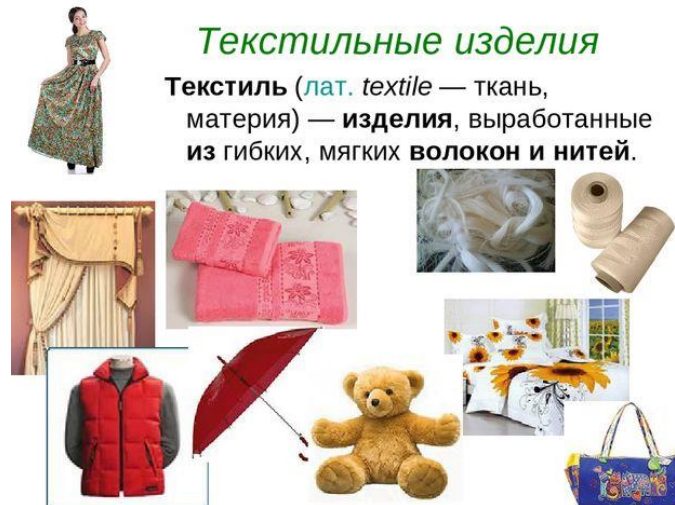 Текстильные изделия
Текстиль (лат. textile — ткань,
материя) — изделия, выработанные
из гибких, мягких волокон и нитей.